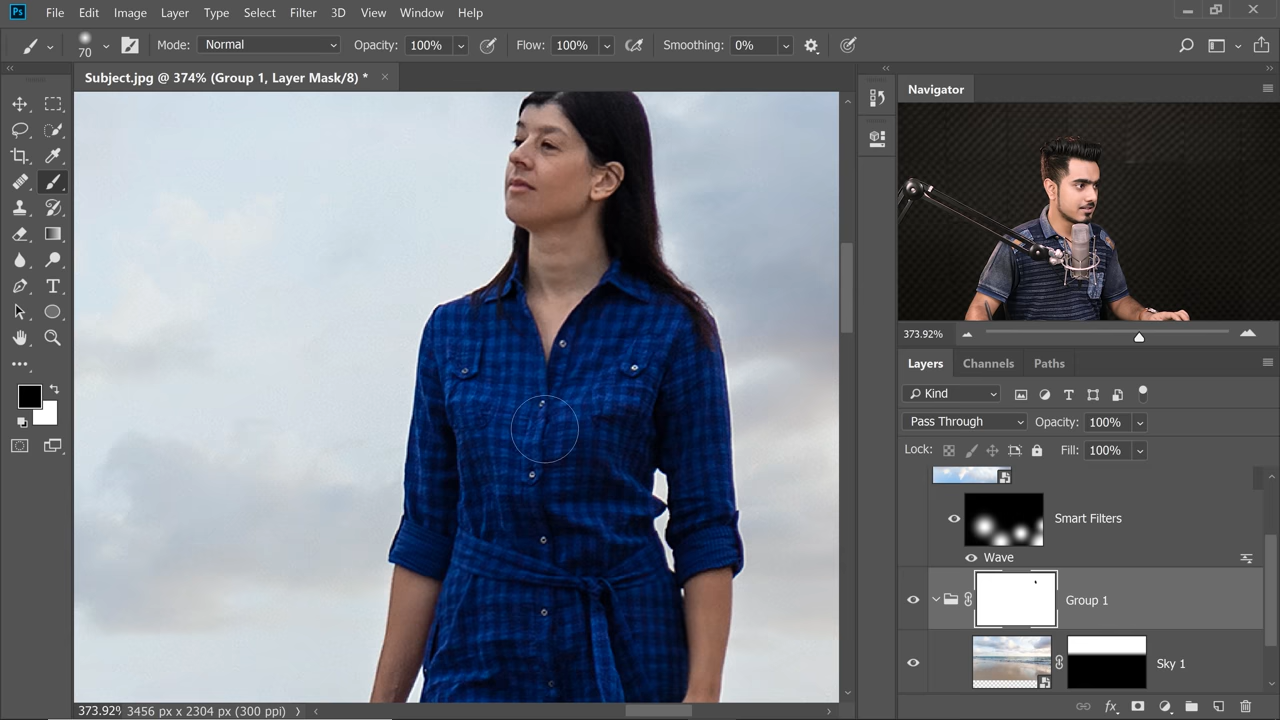 Ps File Edit Image Layer Type Select Filter 3D View Window Help
70 Mode: Normal Opacity: 100% Flow: 100% Smoothing: 0%
Subject.jpg @ 374% (Group 1, Layer Mask/8) * ×
Navigator
373.92%
Layers Channels Paths
Kind
Pass Through Opacity: 100%
Lock: Fill: 100%
Smart Filters
Wave
Group 1
Sky 1
373.92% 3456 px x 2304 px (300 ppi)
fx